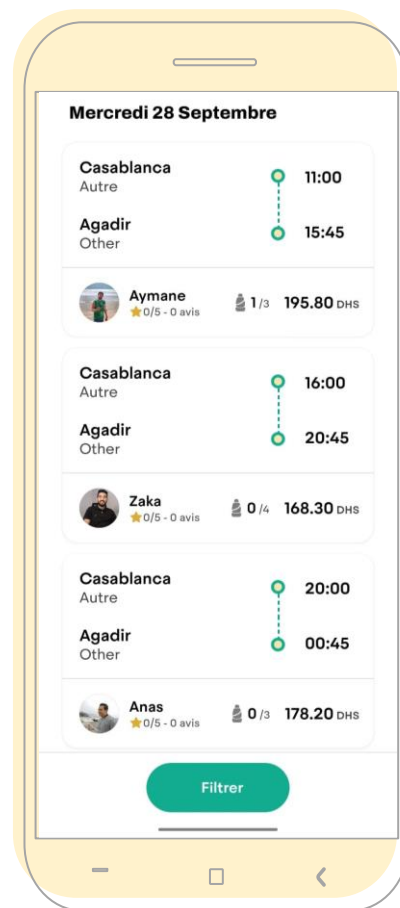 Mercredi 28 Septembre
Casablanca 11:00
Autre
Agadir 15:45
Other
Aymane 1/3 195.80 DHS
0/5 - 0 avis
Casablanca 16:00
Autre
Agadir 20:45
Other
Zaka 0/4 168.30 DHS
0/5 - 0 avis
Casablanca 20:00
Autre
Agadir 00:45
Other
Anas 0/3 178.20 DHS
0/5 - 0 avis
Filtrer